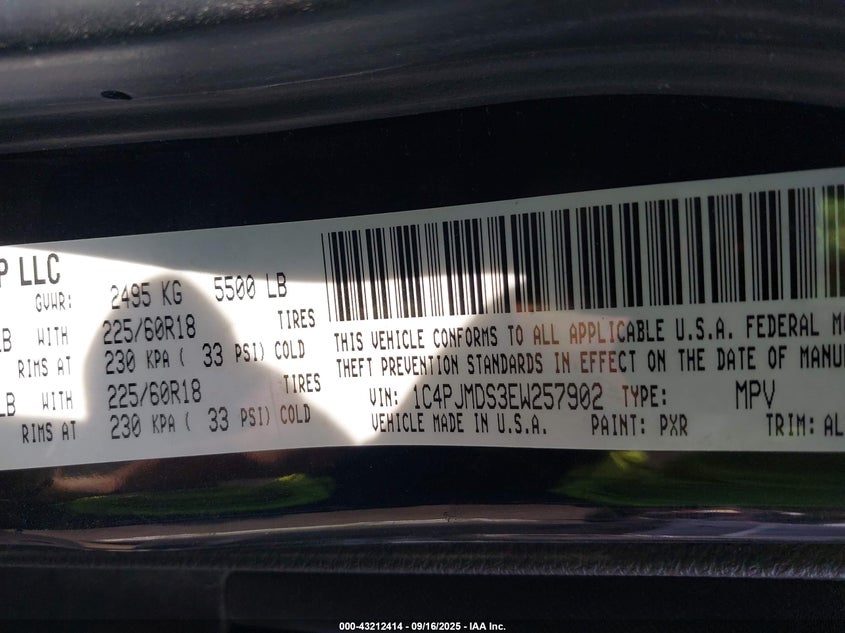 P LLC
GVWR: 2495 KG 5500 LB
LB WITH 225/60R18 TIRES
RIMS AT 230 KPA ( 33 PSI) COLD
LB WITH 225/60R18 TIRES
RIMS AT 230 KPA ( 33 PSI) COLD
THIS VEHICLE CONFORMS TO ALL APPLICABLE U.S.A. FEDERAL MO
THEFT PREVENTION STANDARDS IN EFFECT ON THE DATE OF MANU
VIN: 1C4PJMDS3EW257902 TYPE: MPV
VEHICLE MADE IN U.S.A. PAINT: PXR TRIM: AL
000-43212414 - 09/16/2025 - IAA Inc.